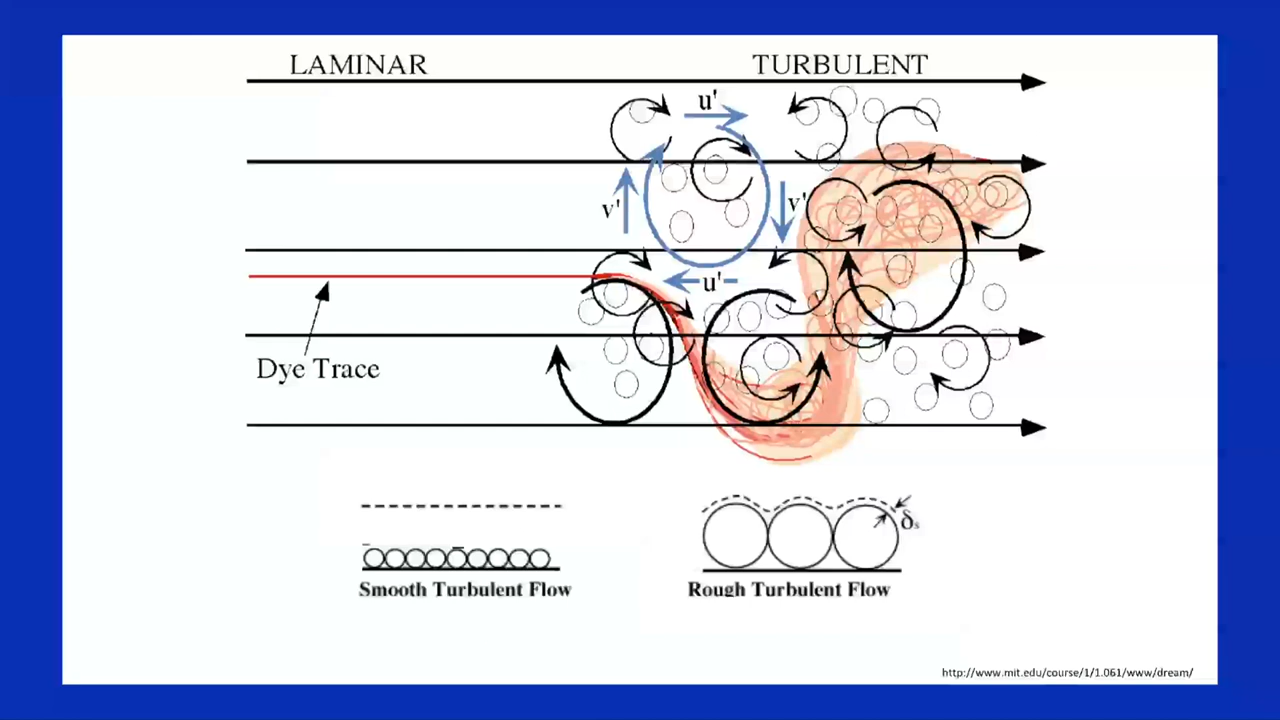 LAMINAR
TURBULENT
u'
v'
v'
u'
Dye Trace
δs
Smooth Turbulent Flow
Rough Turbulent Flow
http://www.mit.edu/course/1/1.061/www/dream/